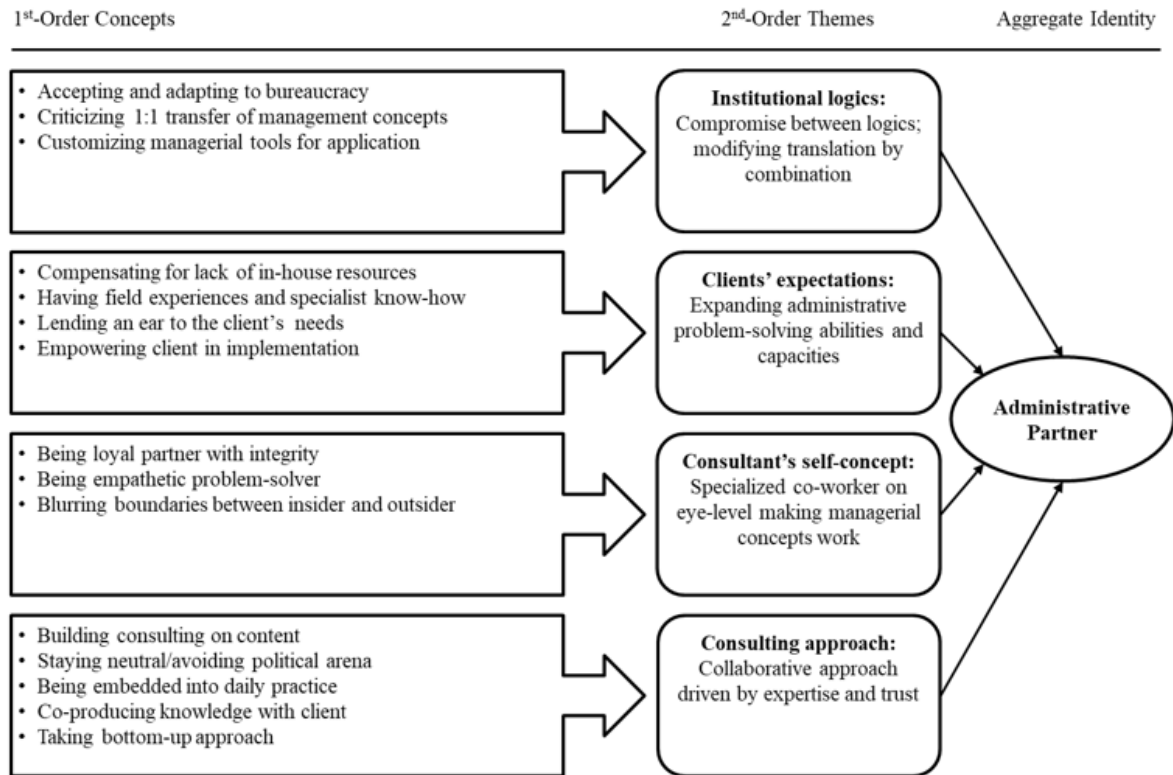 1st-Order Concepts 2nd-Order Themes Aggregate Identity
• Accepting and adapting to bureaucracy
• Criticizing 1:1 transfer of management concepts
• Customizing managerial tools for application
Institutional logics:
Compromise between logics;
modifying translation by
combination
• Compensating for lack of in-house resources
• Having field experiences and specialist know-how
• Lending an ear to the client's needs
• Empowering client in implementation
Clients' expectations:
Expanding administrative
problem-solving abilities and
capacities
• Being loyal partner with integrity
• Being empathetic problem-solver
• Blurring boundaries between insider and outsider
Consultant's self-concept:
Specialized co-worker on
eye-level making managerial
concepts work
• Building consulting on content
• Staying neutral/avoiding political arena
• Being embedded into daily practice
• Co-producing knowledge with client
• Taking bottom-up approach
Consulting approach:
Collaborative approach
driven by expertise and trust
Administrative
Partner